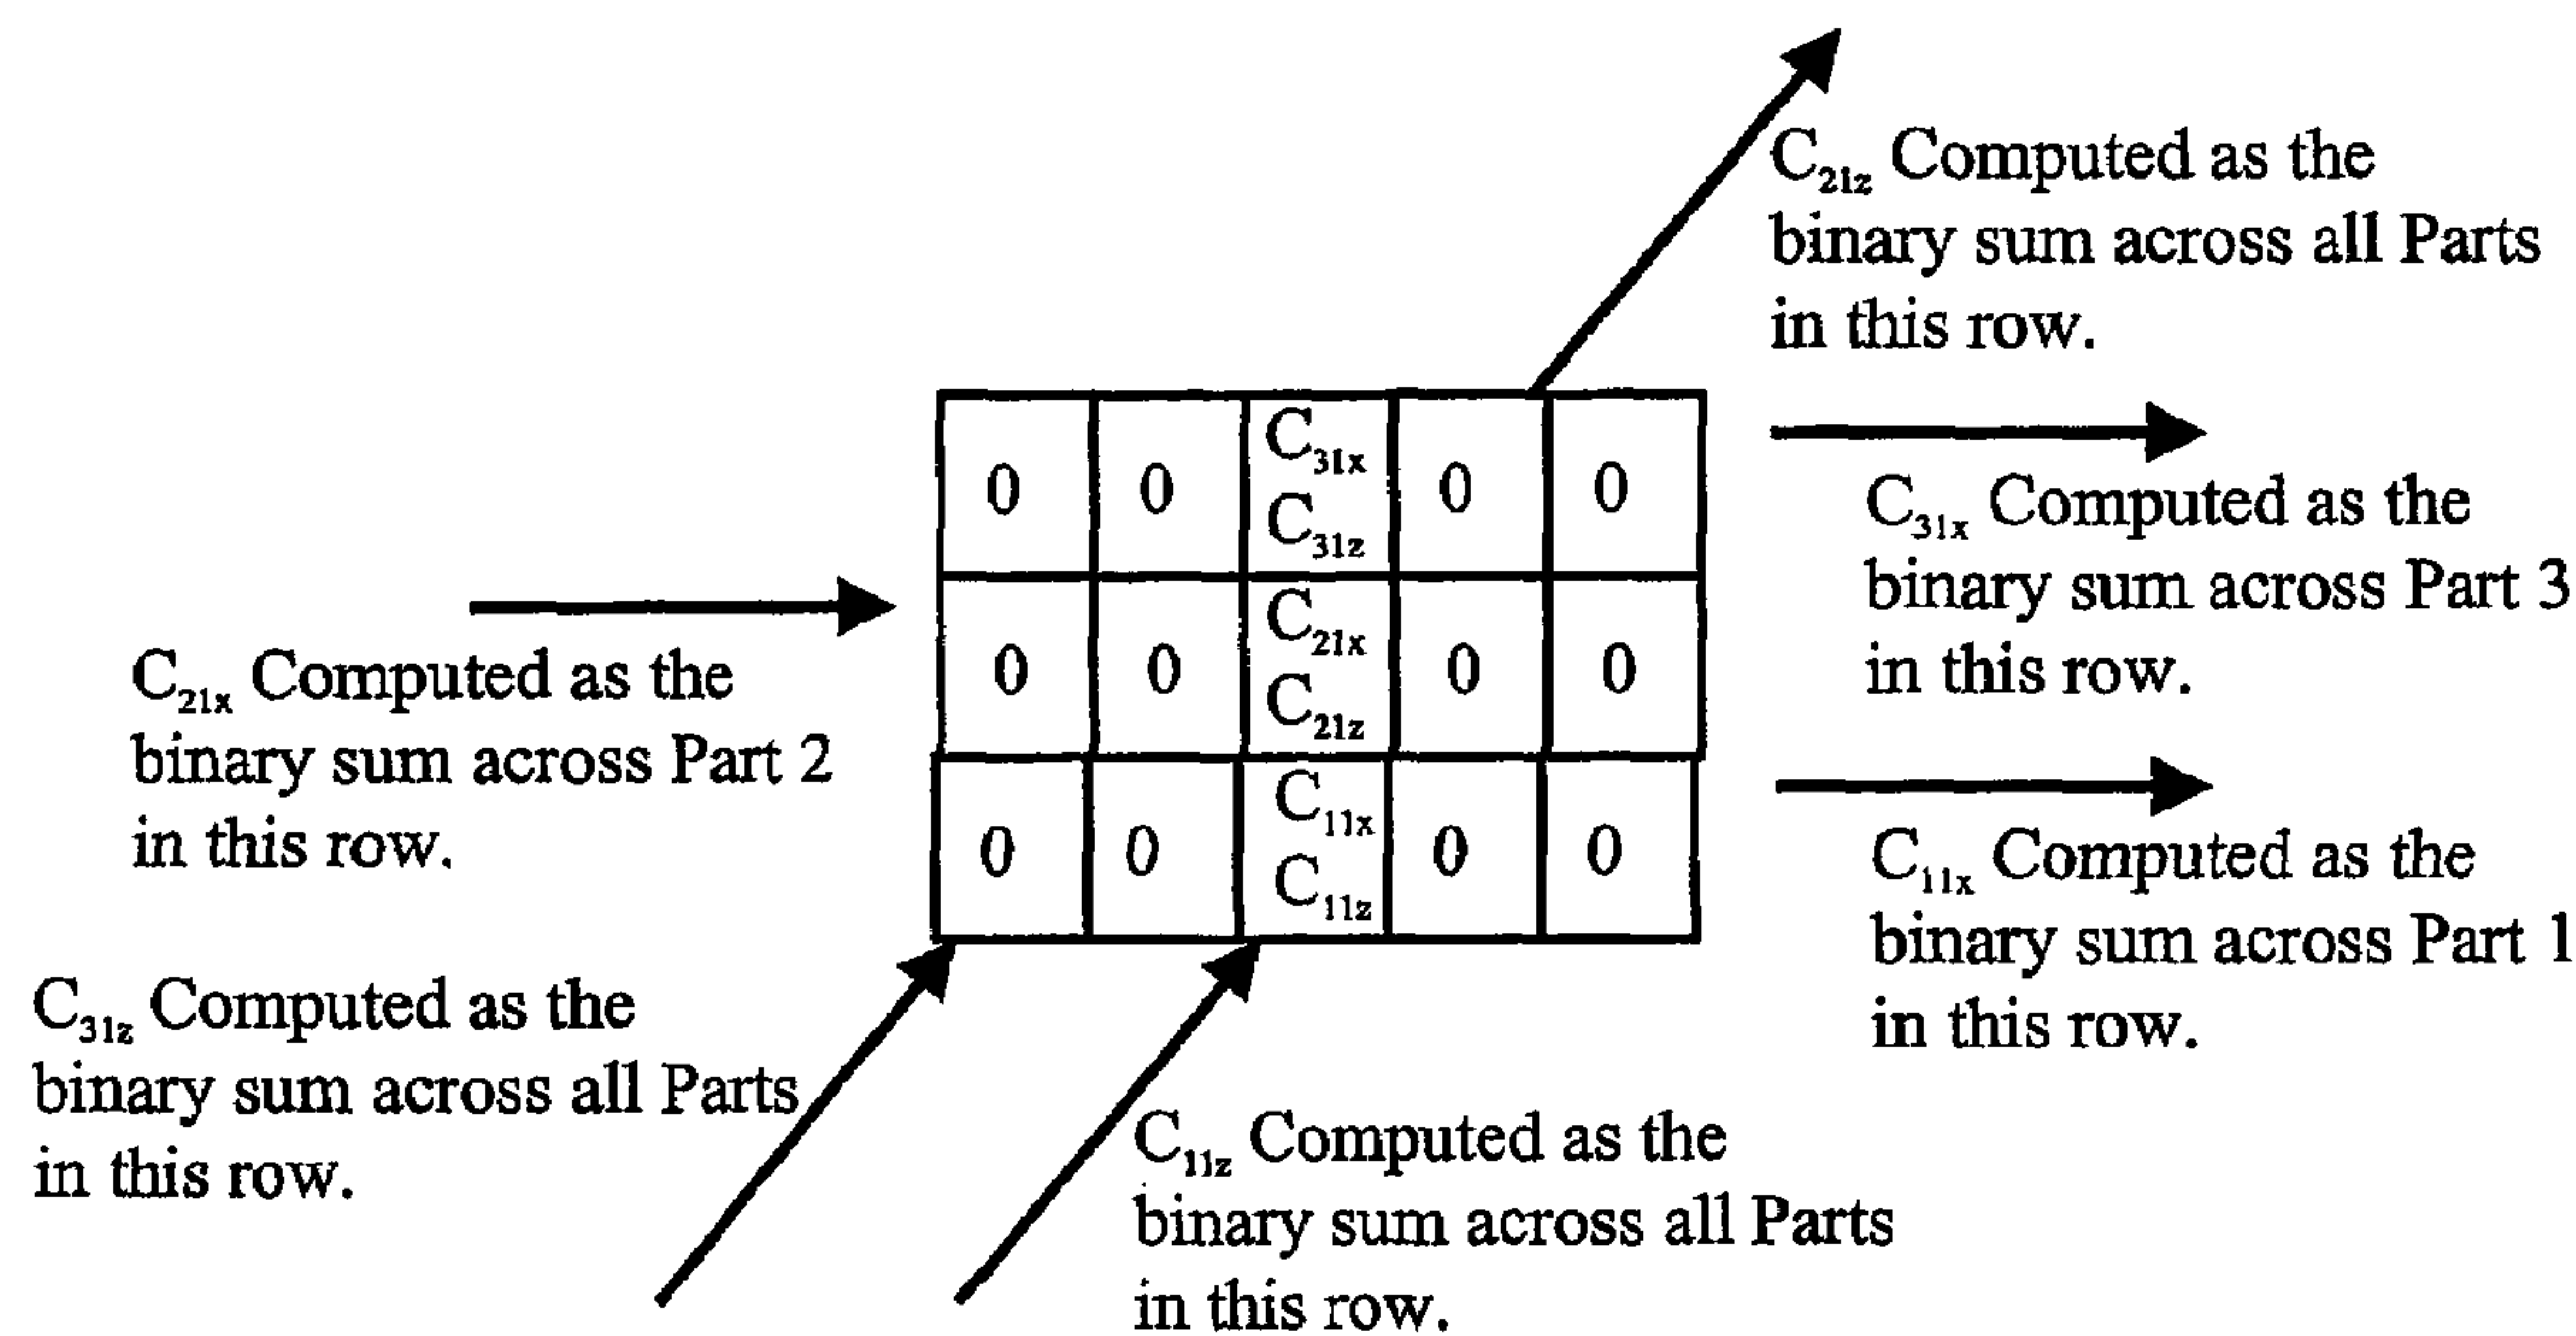 C₂₁z Computed as the
binary sum across all Parts
in this row.
C₃₁ₓ Computed as the
binary sum across Part 3
in this row.
0 0 C₃₁ₓ C₃₁z 0 0
0 0 C₂₁ₓ C₂₁z 0 0
0 0 C₁₁ₓ C₁₁z 0 0
C₂₁ₓ Computed as the
binary sum across Part 2
in this row.
C₁₁ₓ Computed as the
binary sum across Part 1
in this row.
C₃₁z Computed as the
binary sum across all Parts
in this row.
C₁₁z Computed as the
binary sum across all Parts
in this row.